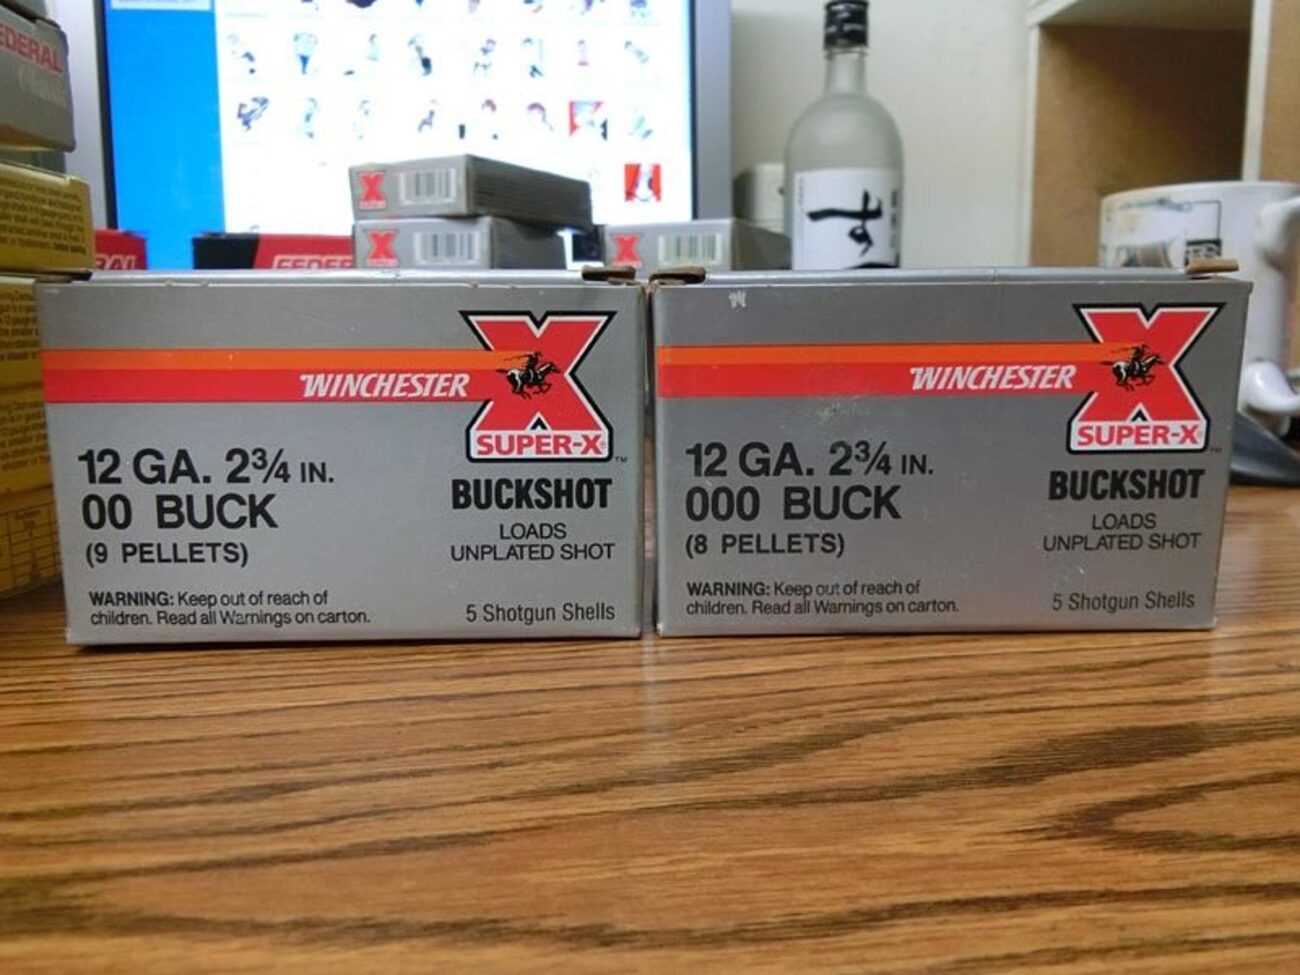 FEDERAL
Classic
WINCHESTER
X
SUPER-X
12 GA. 2¾ IN.
00 BUCK
(9 PELLETS)
BUCKSHOT
LOADS
UNPLATED SHOT
WARNING: Keep out of reach of
children. Read all Warnings on carton.
5 Shotgun Shells
WINCHESTER
X
SUPER-X
™
12 GA. 2¾ IN.
000 BUCK
(8 PELLETS)
BUCKSHOT
LOADS
UNPLATED SHOT
WARNING: Keep out of reach of
children. Read all Warnings on carton.
5 Shotgun Shells
X
X
X